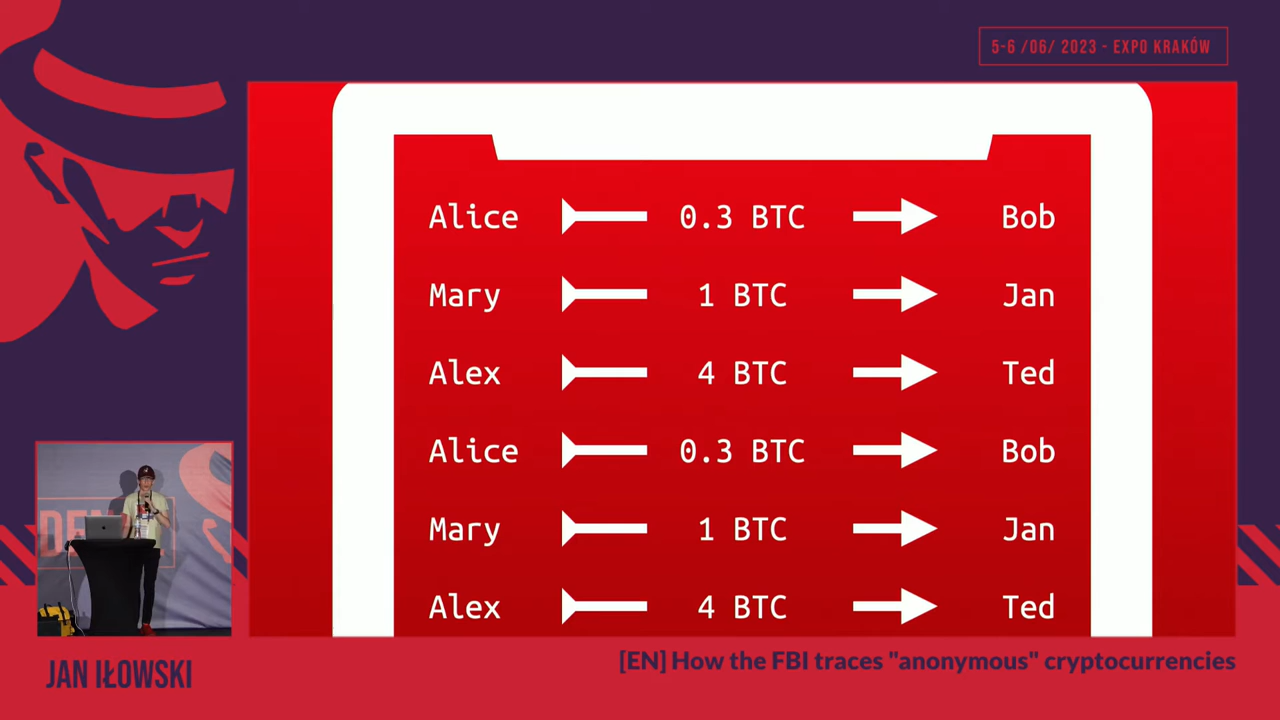 5-6 /06/ 2023 - EXPO KRAKÓW
Alice 0.3 BTC Bob
Mary 1 BTC Jan
Alex 4 BTC Ted
Alice 0.3 BTC Bob
Mary 1 BTC Jan
Alex 4 BTC Ted
JAN IŁOWSKI
[EN] How the FBI traces "anonymous" cryptocurrencies